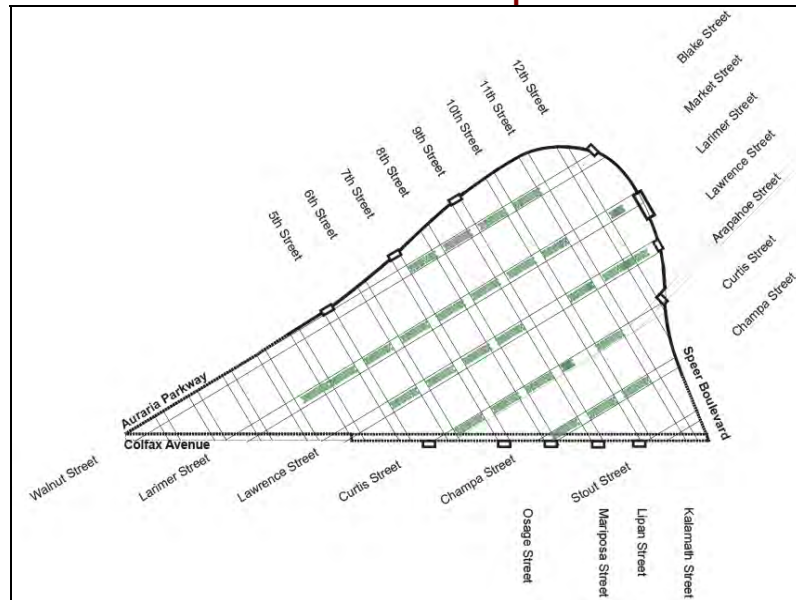 Blake Street
Market Street
Larimer Street
Lawrence Street
Arapahoe Street
Curtis Street
Champa Street
12th Street
11th Street
10th Street
9th Street
8th Street
7th Street
6th Street
5th Street
Auraria Parkway
Colfax Avenue
Speer Boulevard
Walnut Street
Larimer Street
Lawrence Street
Curtis Street
Champa Street
Stout Street
Osage Street
Mariposa Street
Lipan Street
Kalamath Street